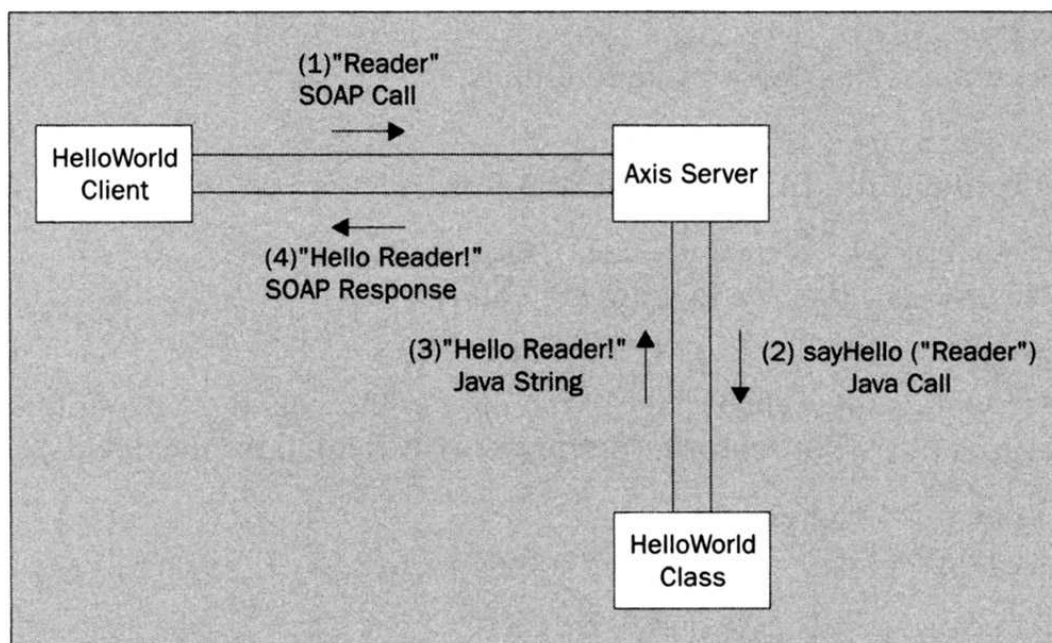 (1)"Reader"
SOAP Call
HelloWorld
Client
Axis Server
(4)"Hello Reader!"
SOAP Response
(3)"Hello Reader!"
Java String
(2) sayHello ("Reader")
Java Call
HelloWorld
Class